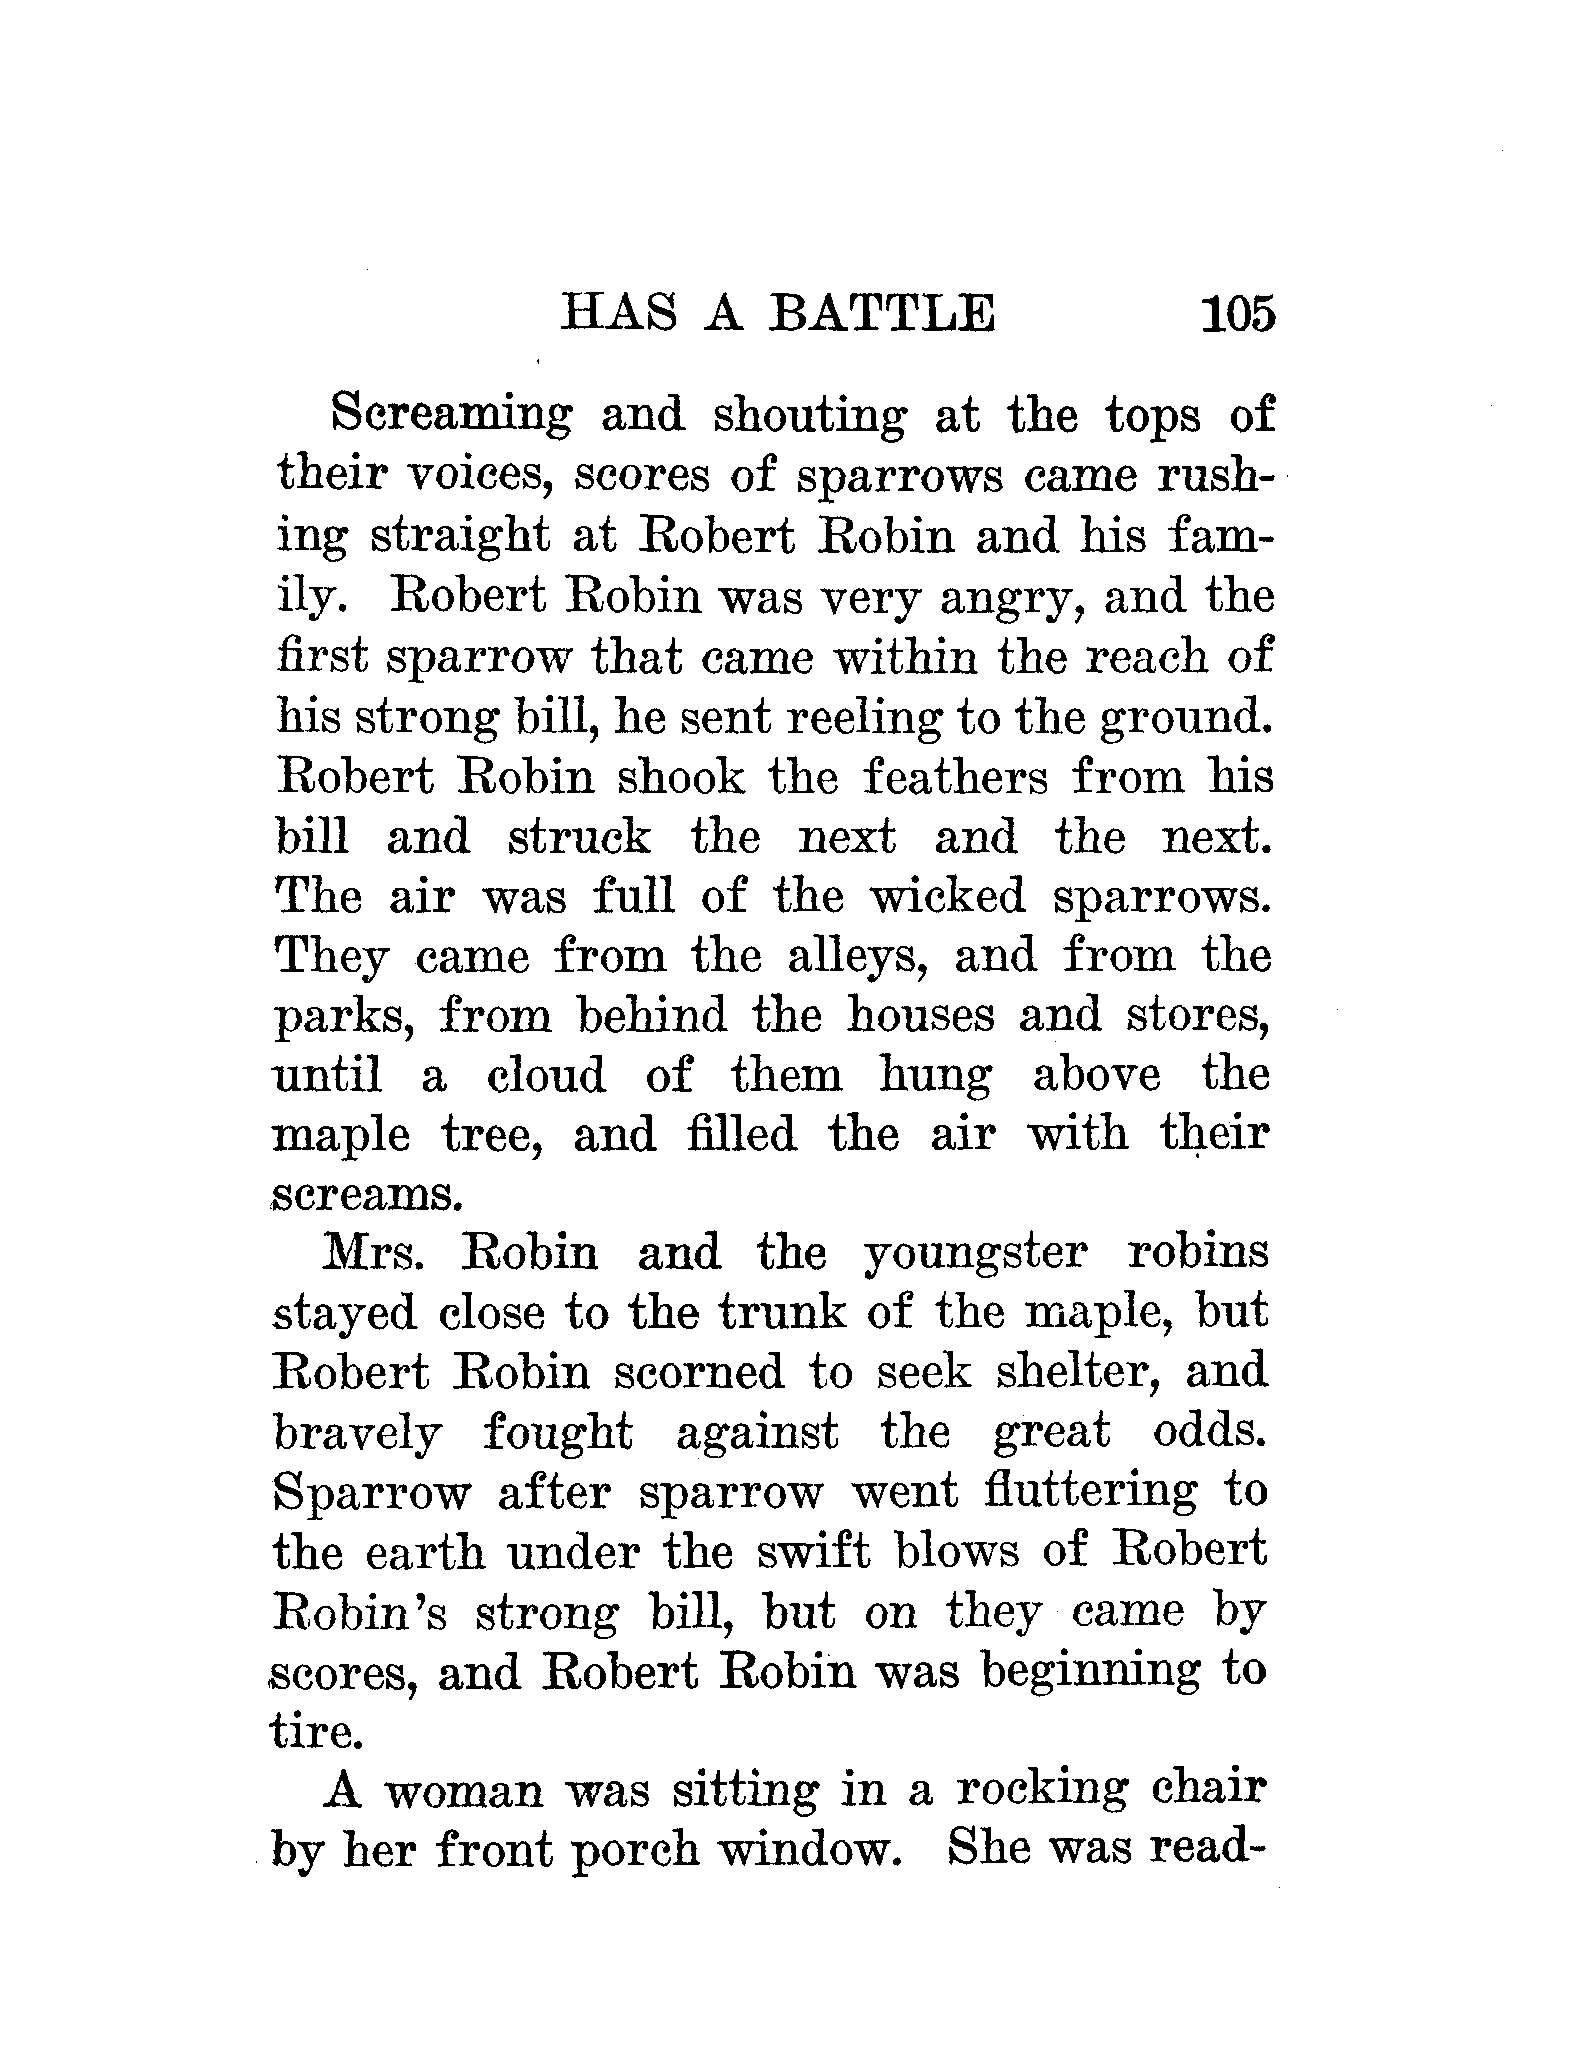 HAS A BATTLE 105
Screaming and shouting at the tops of
their voices, scores of sparrows came rush-
ing straight at Robert Robin and his fam-
ily. Robert Robin was very angry, and the
first sparrow that came within the reach of
his strong bill, he sent reeling to the ground.
Robert Robin shook the feathers from his
bill and struck the next and the next.
The air was full of the wicked sparrows.
They came from the alleys, and from the
parks, from behind the houses and stores,
until a cloud of them hung above the
maple tree, and filled the air with their
screams.
Mrs. Robin and the youngster robins
stayed close to the trunk of the maple, but
Robert Robin scorned to seek shelter, and
bravely fought against the great odds.
Sparrow after sparrow went fluttering to
the earth under the swift blows of Robert
Robin's strong bill, but on they came by
scores, and Robert Robin was beginning to
tire.
A woman was sitting in a rocking chair
by her front porch window. She was read-